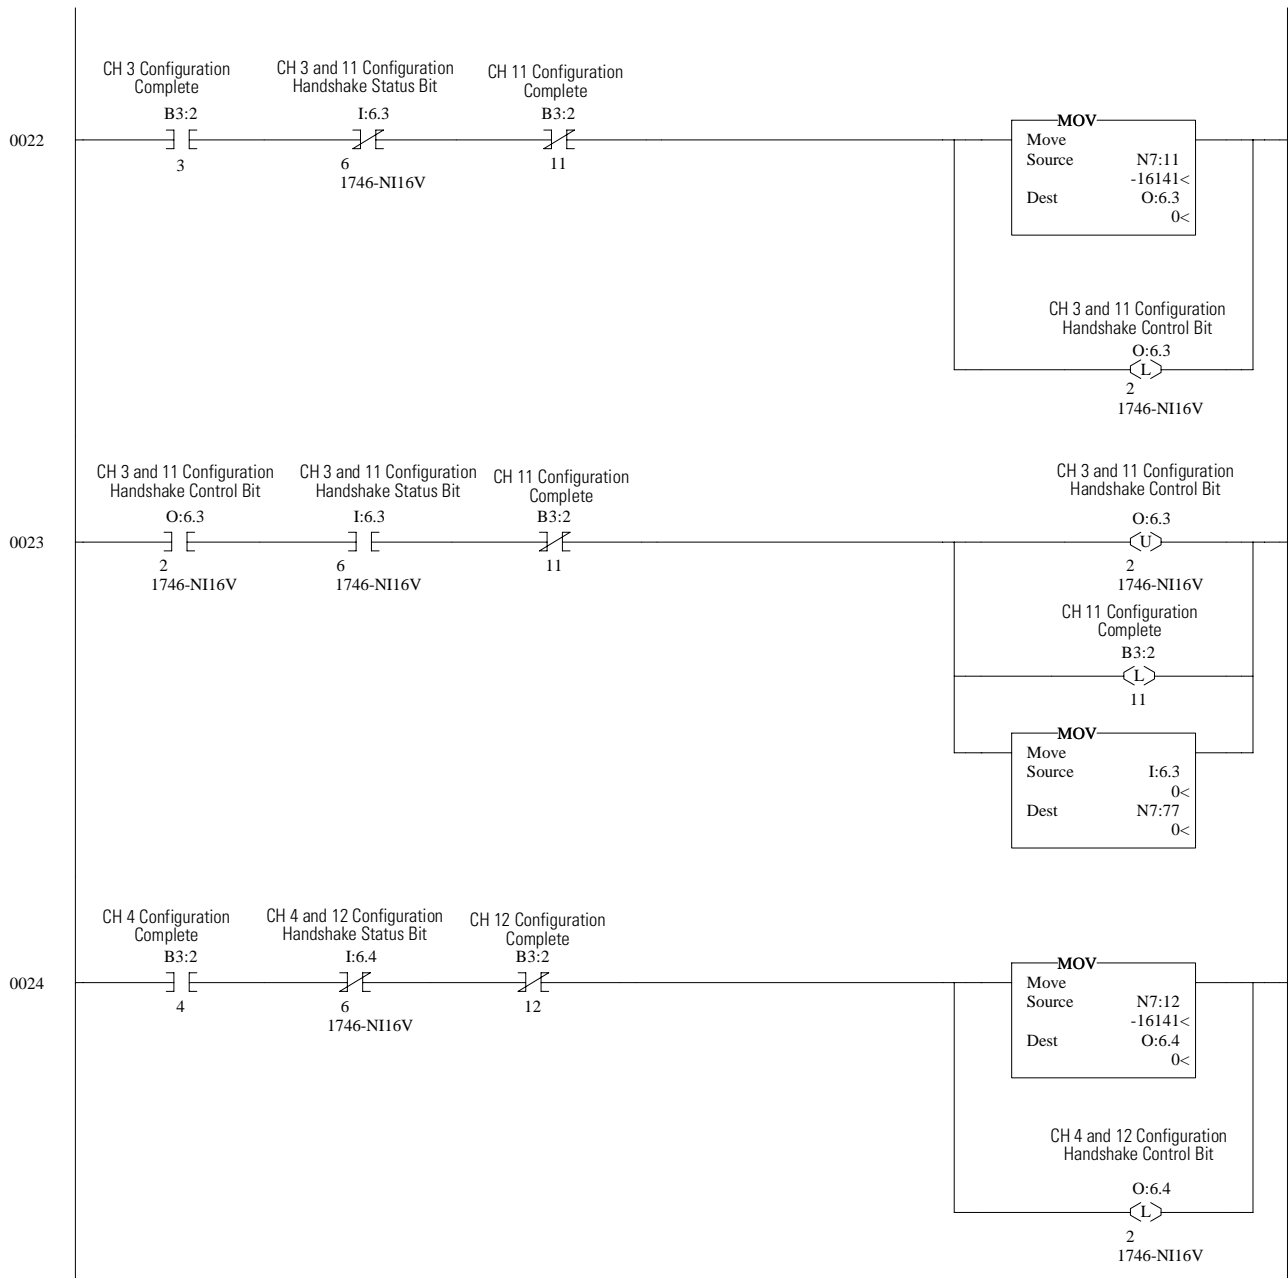 CH 3 Configuration
Complete
B3:2
3
CH 3 and 11 Configuration
Handshake Status Bit
I:6.3
6
1746-NI16V
CH 11 Configuration
Complete
B3:2
11
0022
MOV
Move
Source N7:11
-16141<
Dest O:6.3
0<
CH 3 and 11 Configuration
Handshake Control Bit
O:6.3
L
2
1746-NI16V
CH 3 and 11 Configuration
Handshake Control Bit
O:6.3
2
1746-NI16V
CH 3 and 11 Configuration
Handshake Status Bit
I:6.3
6
1746-NI16V
CH 11 Configuration
Complete
B3:2
11
0023
CH 3 and 11 Configuration
Handshake Control Bit
O:6.3
U
2
1746-NI16V
CH 11 Configuration
Complete
B3:2
L
11
MOV
Move
Source I:6.3
0<
Dest N7:77
0<
CH 4 Configuration
Complete
B3:2
4
CH 4 and 12 Configuration
Handshake Status Bit
I:6.4
6
1746-NI16V
CH 12 Configuration
Complete
B3:2
12
0024
MOV
Move
Source N7:12
-16141<
Dest O:6.4
0<
CH 4 and 12 Configuration
Handshake Control Bit
O:6.4
L
2
1746-NI16V